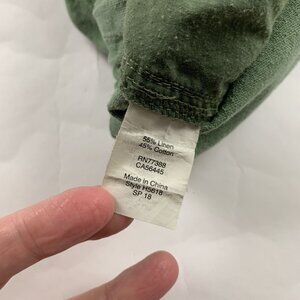 55% Linen
45% Cotton
RN77388
CA56445
Made in China
Style H5618
SP 18